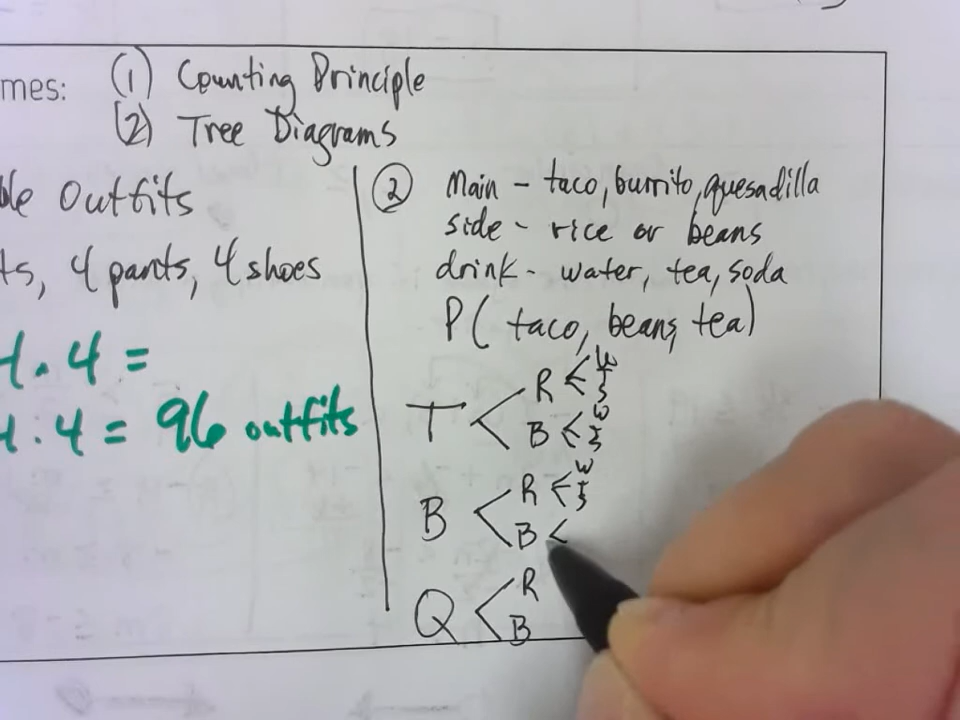 mes: (1) Counting Principle
(2) Tree Diagrams
ble Outfits
ts, 4 pants, 4 shoes
4 · 4 =
4 · 4 = 96 outfits
② Main - taco, burrito, quesadilla
side - rice or beans
drink - water, tea, soda
P( taco, beans, tea)
T < R < W T S
B < W T S
B < R < W T S
B <
Q < R
B